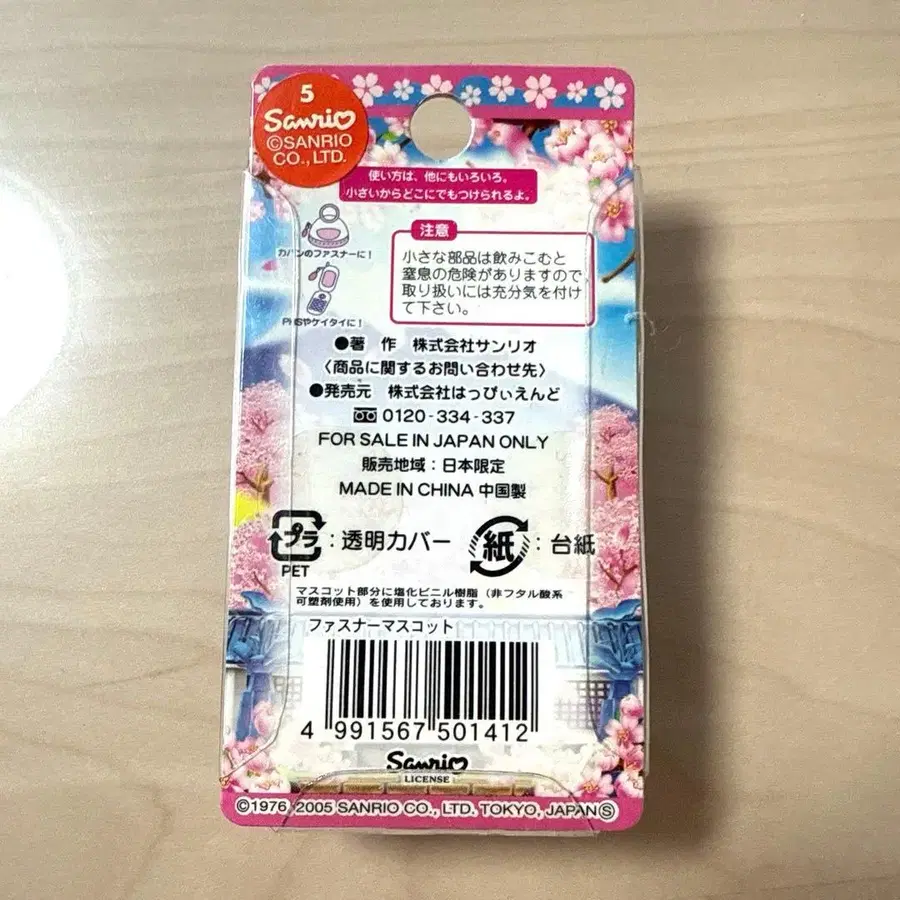 5
Sanrio
©SANRIO
CO., LTD.
使い方は、他にもいろいろ。
小さいからどこにでもつけられるよ。
カバンのファスナーに！
PHSやケイタイに！
注意
小さな部品は飲みこむと
窒息の危険がありますので
取り扱いには充分気を付け
て下さい。
●著 作 株式会社サンリオ
〈商品に関するお問い合わせ先〉
●発売元 株式会社はっぴぃえんど
0120-334-337
FOR SALE IN JAPAN ONLY
販売地域：日本限定
MADE IN CHINA 中国製
プラ：透明カバー 紙：台紙
PET
マスコット部分に塩化ビニル樹脂（非フタル酸系
可塑剤使用）を使用しております。
ファスナーマスコット
4 991567 501412
Sanrio
LICENSE
©1976, 2005 SANRIO CO., LTD. TOKYO, JAPAN Ⓢ